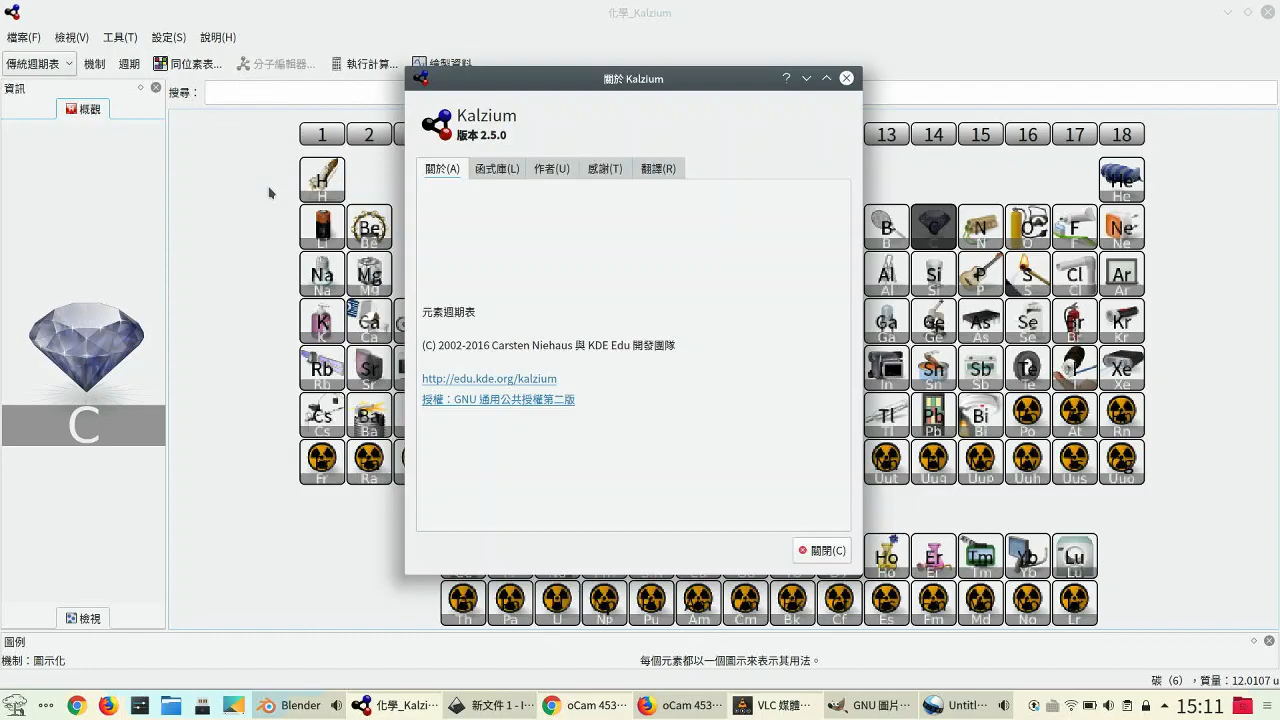 化學_Kalzium
檔案(F) 檢視(V) 工具(T) 設定(S) 說明(H)
傳統週期表 機制 週期 同位素表... 分子編輯器... 執行計算... 繪製資料
資訊
概觀
搜尋：
關於 Kalzium
Kalzium
版本 2.5.0
關於(A) 函式庫(L) 作者(U) 感謝(T) 翻譯(R)
元素週期表
(C) 2002-2016 Carsten Niehaus 與 KDE Edu 開發團隊
http://edu.kde.org/kalzium
授權：GNU 通用公共授權第二版
關閉(C)
1 2 13 14 15 16 17 18
H He
Li Be B C N O F Ne
Na Mg Al Si P S Cl Ar
K Ca Ga Ge As Se Br Kr
Rb Sr In Sn Sb Te I Xe
Cs Ba Tl Pb Bi Po At Rn
Fr Ra Uut Uuq Uup Uuh Uus Uuo
Ho Er Tm Yb Lu
Th Pa U Np Pu Am Cm Bk Cf Es Fm Md No Lr
C
檢視
圖例
機制：圖示化
每個元素都以一個圖示來表示其用法。
碳（6），質量：12.0107 u
Blender 化學_Kalzi... 新文件 1 - I... oCam 453... oCam 453... VLC 媒體... GNU 圖片... Untitl... 15:11